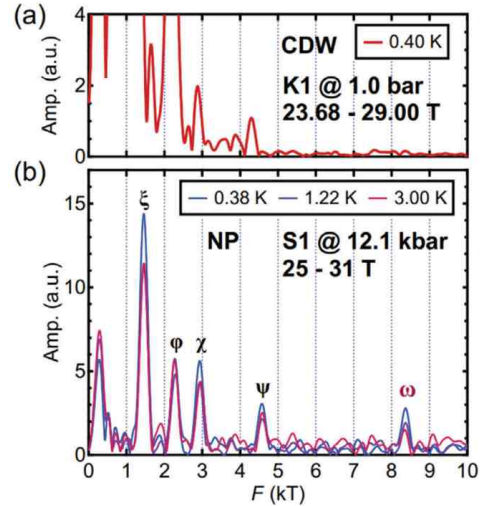 (a)
4
2
0
Amp. (a.u.)
CDW
0.40 K
K1 @ 1.0 bar
23.68 - 29.00 T
(b)
15
10
5
0
Amp. (a.u.)
0.38 K 1.22 K 3.00 K
NP
S1 @ 12.1 kbar
25 - 31 T
ξ
φ
χ
ψ
ω
0 1 2 3 4 5 6 7 8 9 10
F (kT)